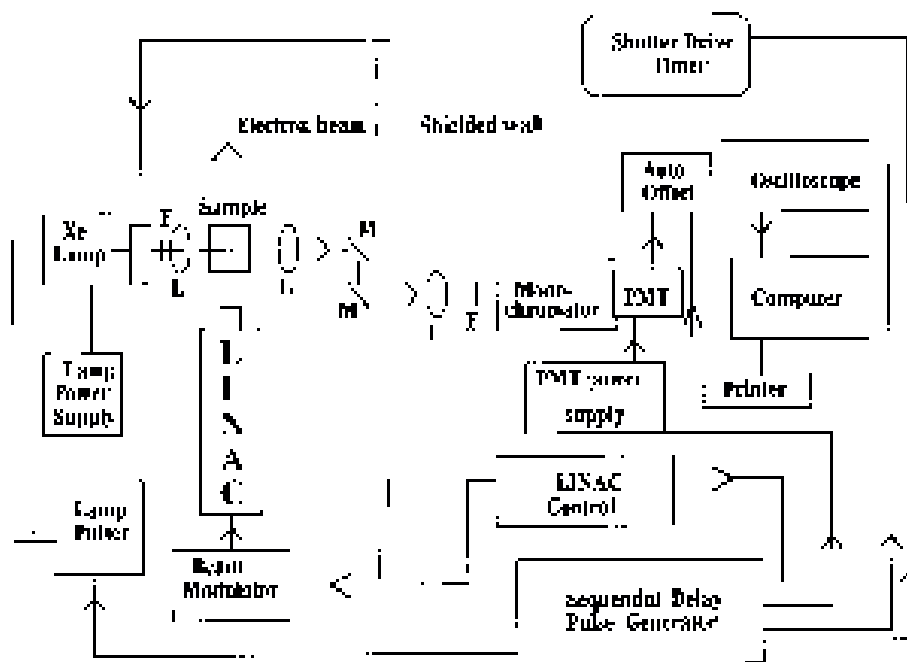 Shutter Drive
Timer
Electron beam
Shielded wall
Auto
Offset
Oscilloscope
Xe
Lamp
F
Sample
L
L
M
M
L
F
Mono-
chromator
PMT
Computer
Lamp
Power
Supply
LINAC
PMT power
supply
Printer
LINAC
Control
Lamp
Pulser
Beam
Modulator
Sequential Delay
Pulse Generator